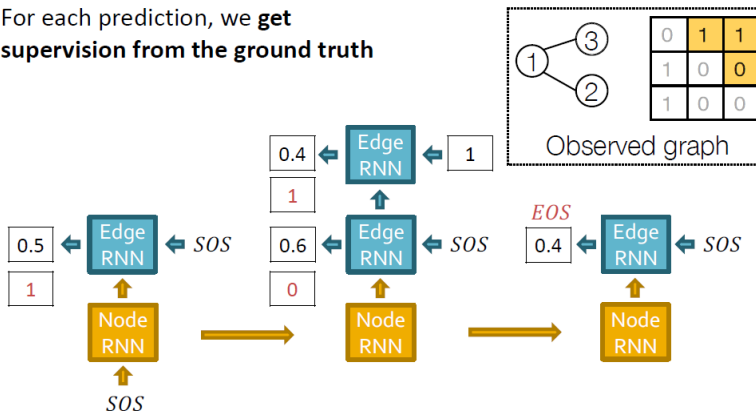 For each prediction, we get
supervision from the ground truth
3
1
2
0 1 1
1 0 0
1 0 0
Observed graph
0.4
Edge
RNN
1
1
0.5
Edge
RNN
SOS
1
0.6
Edge
RNN
SOS
0
EOS
0.4
Edge
RNN
SOS
Node
RNN
Node
RNN
Node
RNN
SOS